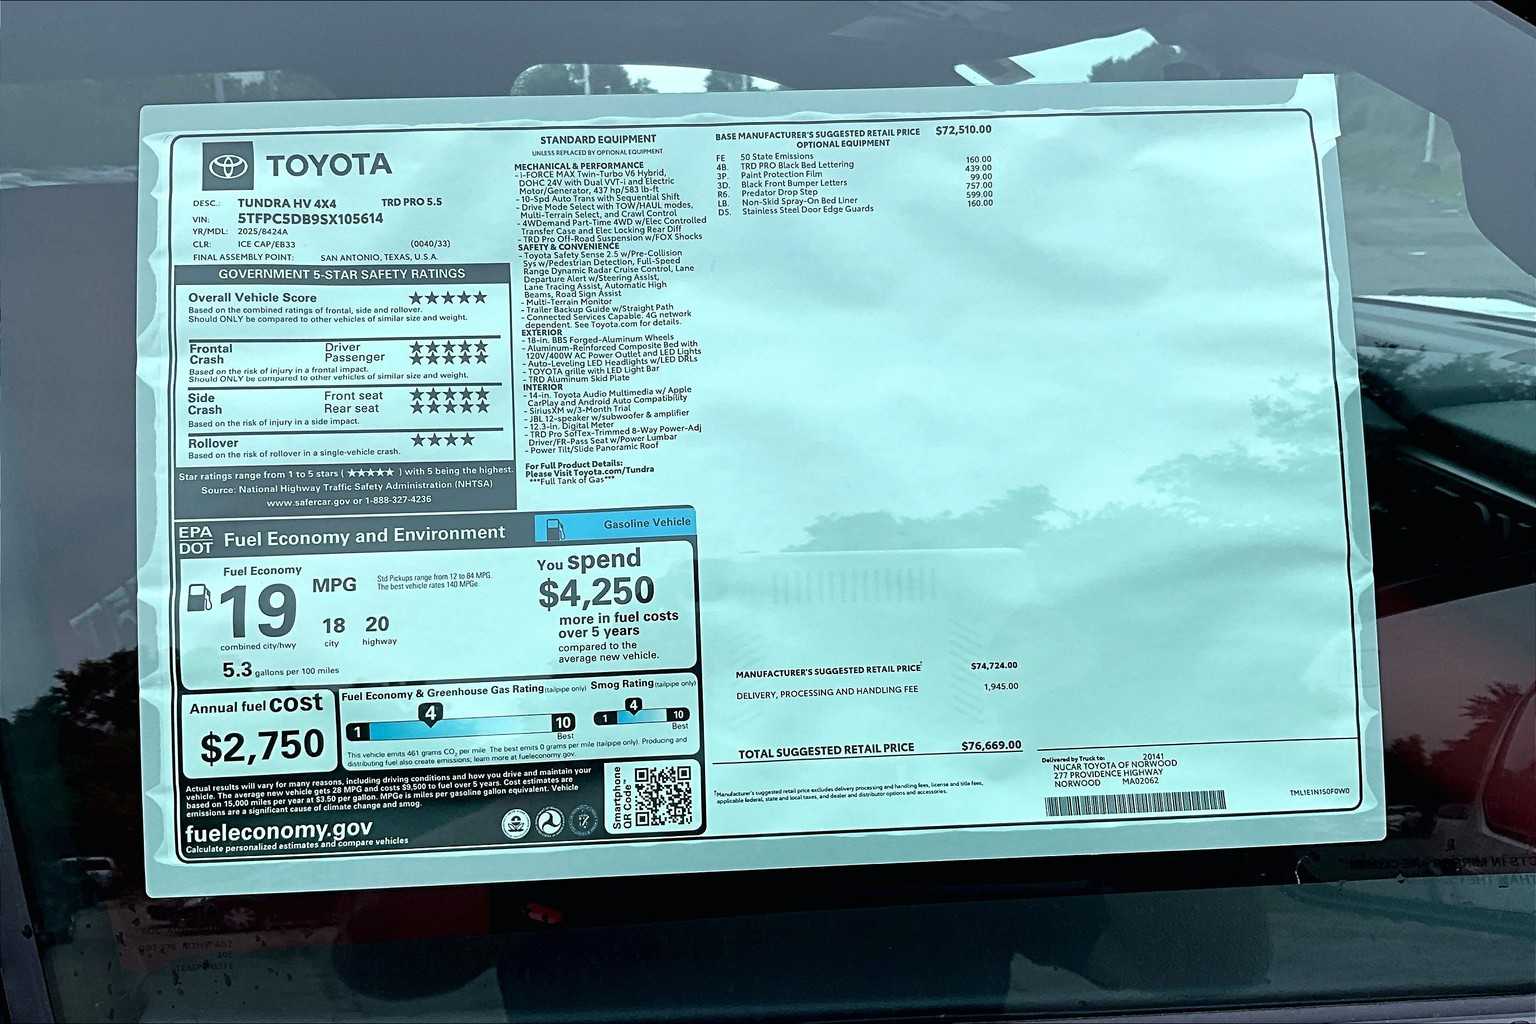 TOYOTA
DESC.: TUNDRA HV 4X4 TRD PRO 5.5
VIN: 5TFPC5DB9SX105614
YR/MDL: 2025/8424A
CLR: ICE CAP/EB33 (0040/33)
FINAL ASSEMBLY POINT: SAN ANTONIO, TEXAS, U.S.A.
GOVERNMENT 5-STAR SAFETY RATINGS
Overall Vehicle Score ★★★★★
Based on the combined ratings of frontal, side and rollover.
Should ONLY be compared to other vehicles of similar size and weight.
Frontal Driver ★★★★★
Crash Passenger ★★★★★
Based on the risk of injury in a frontal impact.
Should ONLY be compared to other vehicles of similar size and weight.
Side Front seat ★★★★★
Crash Rear seat ★★★★★
Based on the risk of injury in a side impact.
Rollover ★★★★
Based on the risk of rollover in a single-vehicle crash.
Star ratings range from 1 to 5 stars (★★★★★) with 5 being the highest.
Source: National Highway Traffic Safety Administration (NHTSA)
www.safercar.gov or 1-888-327-4236
STANDARD EQUIPMENT
UNLESS REPLACED BY OPTIONAL EQUIPMENT
MECHANICAL & PERFORMANCE
- i-FORCE MAX Twin-Turbo V6 Hybrid,
DOHC 24V with Dual VVT-i and Electric
Motor/Generator, 437 hp/583 lb-ft
- 10-Spd Auto Trans with Sequential Shift
- Drive Mode Select with TOW/HAUL modes,
Multi-Terrain Select, and Crawl Control
- 4WDemand Part-Time 4WD w/Elec Controlled
Transfer Case and Elec Locking Rear Diff
- TRD Pro Off-Road Suspension w/FOX Shocks
SAFETY & CONVENIENCE
- Toyota Safety Sense 2.5 w/Pre-Collision
Sys w/Pedestrian Detection, Full-Speed
Range Dynamic Radar Cruise Control, Lane
Departure Alert w/Steering Assist,
Lane Tracing Assist, Automatic High
Beams, Road Sign Assist
- Multi-Terrain Monitor
- Trailer Backup Guide w/Straight Path
- Connected Services Capable. 4G network
dependent. See Toyota.com for details.
EXTERIOR
- 18-in. BBS Forged-Aluminum Wheels
- Aluminum-Reinforced Composite Bed with
120V/400W AC Power Outlet and LED Lights
- Auto-Leveling LED Headlights w/LED DRLs
- TOYOTA grille with LED Light Bar
- TRD Aluminum Skid Plate
INTERIOR
- 14-in. Toyota Audio Multimedia w/ Apple
CarPlay and Android Auto Compatibility
- SiriusXM w/3-Month Trial
- JBL 12-speaker w/subwoofer & amplifier
- 12.3-in. Digital Meter
- TRD Pro SofTex-Trimmed 8-Way Power-Adj
Driver/FR-Pass Seat w/Power Lumbar
- Power Tilt/Slide Panoramic Roof
For Full Product Details:
Please Visit Toyota.com/Tundra
***Full Tank of Gas***
BASE MANUFACTURER'S SUGGESTED RETAIL PRICE $72,510.00
OPTIONAL EQUIPMENT
FE 50 State Emissions
4B. TRD PRO Black Bed Lettering 160.00
3P. Paint Protection Film 439.00
3D. Black Front Bumper Letters 99.00
R6. Predator Drop Step 757.00
LB. Non-Skid Spray-On Bed Liner 599.00
D5. Stainless Steel Door Edge Guards 160.00
EPA
DOT
Fuel Economy and Environment
Gasoline Vehicle
Fuel Economy
19 MPG
Std Pickups range from 12 to 84 MPG.
The best vehicle rates 140 MPGe.
18 20
combined city/hwy city highway
5.3 gallons per 100 miles
You spend
$4,250
more in fuel costs
over 5 years
compared to the
average new vehicle.
Annual fuel cost
$2,750
Fuel Economy & Greenhouse Gas Rating (tailpipe only)
4
1 10
Best
Smog Rating (tailpipe only)
4
1 10
Best
This vehicle emits 461 grams CO2 per mile. The best emits 0 grams per mile (tailpipe only). Producing and
distributing fuel also create emissions; learn more at fueleconomy.gov.
Actual results will vary for many reasons, including driving conditions and how you drive and maintain your
vehicle. The average new vehicle gets 28 MPG and costs $9,500 to fuel over 5 years. Cost estimates are
based on 15,000 miles per year at $3.50 per gallon. MPGe is miles per gasoline gallon equivalent. Vehicle
emissions are a significant cause of climate change and smog.
fueleconomy.gov
Calculate personalized estimates and compare vehicles
Smartphone
QR Code™
MANUFACTURER'S SUGGESTED RETAIL PRICE† $74,724.00
DELIVERY, PROCESSING AND HANDLING FEE 1,945.00
TOTAL SUGGESTED RETAIL PRICE $76,669.00
†Manufacturer's suggested retail price excludes delivery processing and handling fees, license and title fees,
applicable federal, state and local taxes, and dealer and distributor options and accessories.
Delivered by Truck to: 20141
NUCAR TOYOTA OF NORWOOD
277 PROVIDENCE HIGHWAY
NORWOOD MA02062
TML1E1N1S0F0W0